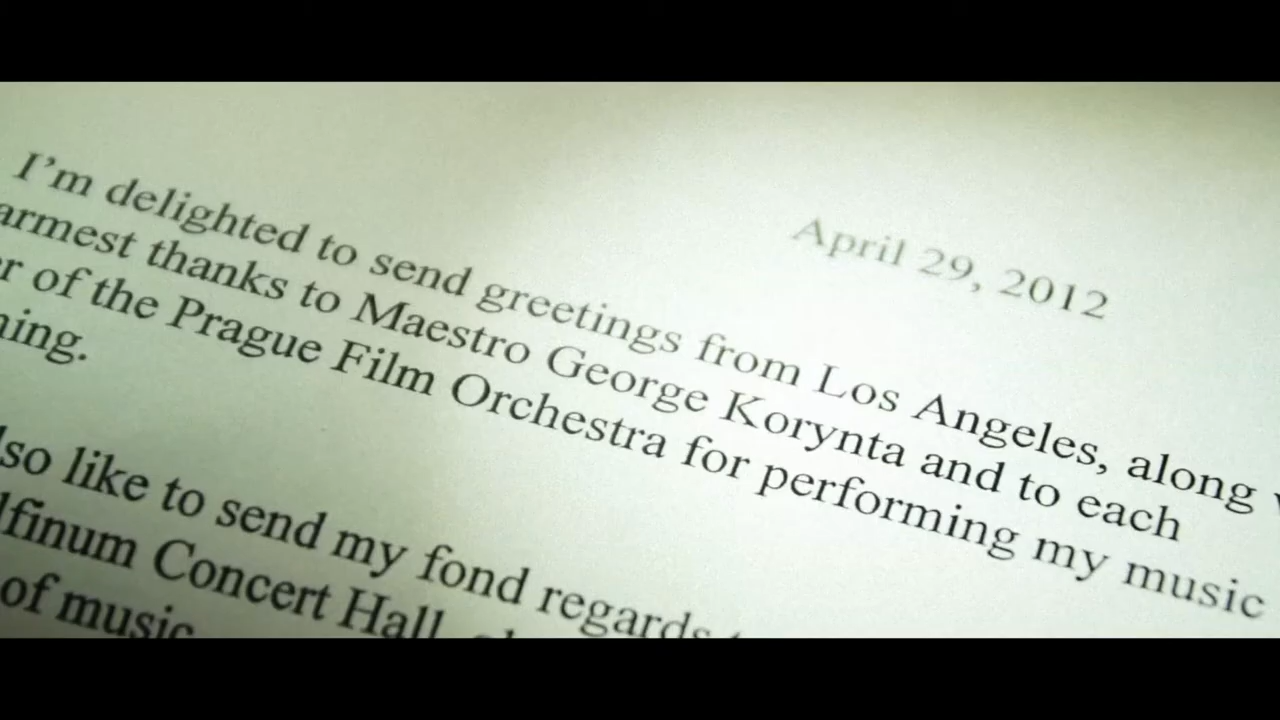 April 29, 2012
I'm delighted to send greetings from Los Angeles, along
armest thanks to Maestro George Korynta and to each
r of the Prague Film Orchestra for performing my music
ning.
lso like to send my fond regards
lfinum Concert Hall,
of music